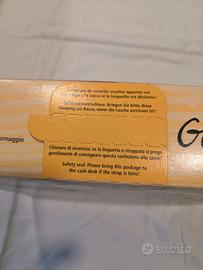 Sicherheitsverschluss: Bringen Sie bitte diese
Packung zur Kasse, wenn die Lasche zerrissen ist!
G
ormaggio
Chiusura di sicurezza: se la linguetta è strappata si prega
gentilmente di consegnare questa confezione alla cassa!
Safety seal: Please bring this package to
the cash desk if the strap is torn!
subito